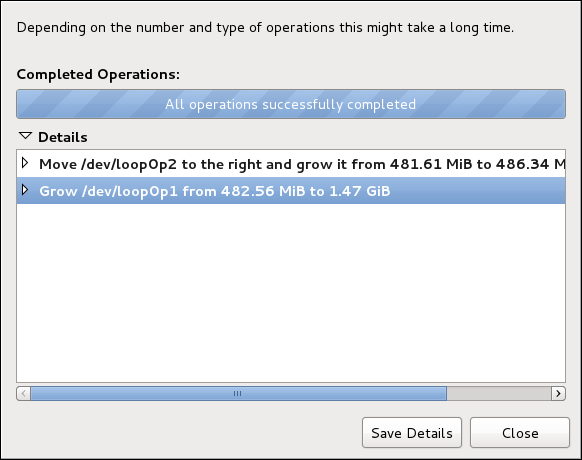 Depending on the number and type of operations this might take a long time.
Completed Operations:
All operations successfully completed
Details
Move /dev/loop0p2 to the right and grow it from 481.61 MiB to 486.34 M
Grow /dev/loop0p1 from 482.56 MiB to 1.47 GiB
Save Details
Close